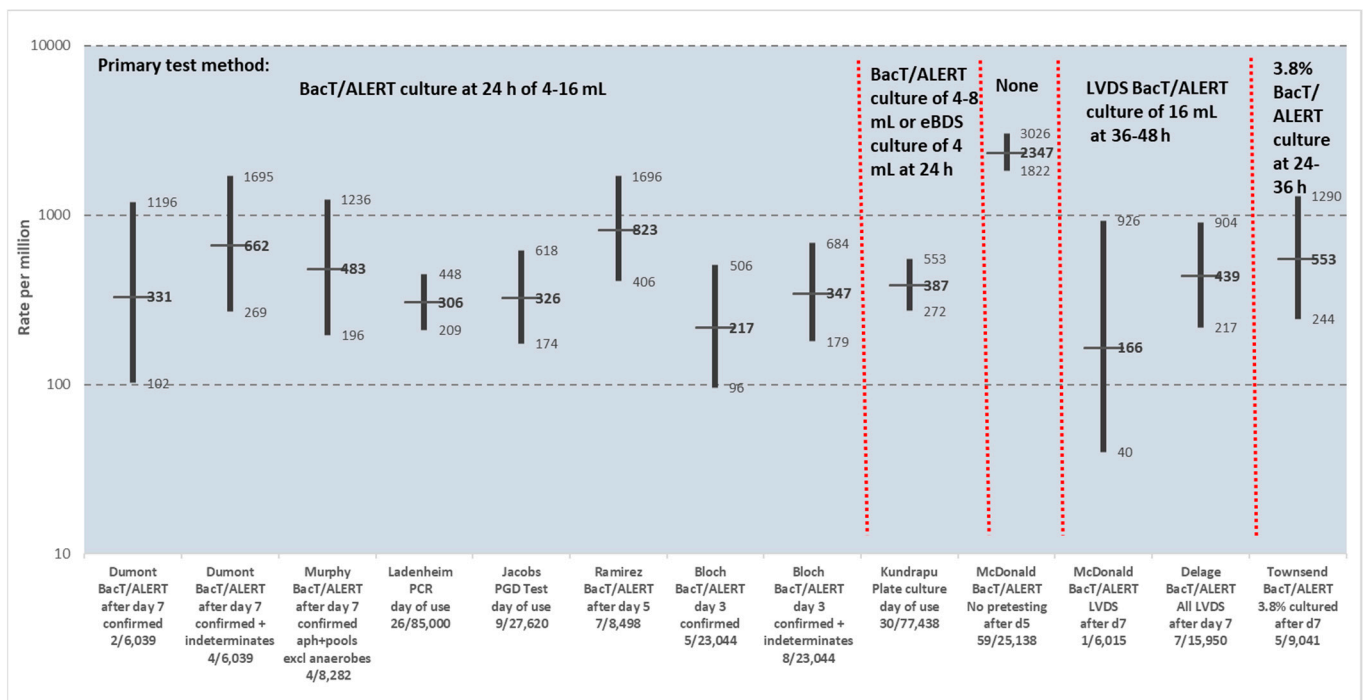 10000
1000
100
10
Rate per million
Primary test method:
BacT/ALERT culture at 24 h of 4-16 mL
BacT/ALERT
culture of 4-8
mL or eBDS
culture of 4
mL at 24 h
None
LVDS BacT/ALERT
culture of 16 mL
at 36-48 h
3.8%
BacT/
ALERT
culture
at 24-
36 h
1196
331
102
1695
662
269
1236
483
196
448
306
209
618
326
174
1696
823
406
506
217
96
684
347
179
553
387
272
3026
2347
1822
926
166
40
904
439
217
1290
553
244
Dumont
BacT/ALERT
after day 7
confirmed
2/6,039
Dumont
BacT/ALERT
after day 7
confirmed +
indeterminates
4/6,039
Murphy
BacT/ALERT
after day 7
confirmed
aph+pools
excl anaerobes
4/8,282
Ladenheim
PCR
day of use
26/85,000
Jacobs
PGD Test
day of use
9/27,620
Ramirez
BacT/ALERT
after day 5
7/8,498
Bloch
BacT/ALERT
day 3
confirmed
5/23,044
Bloch
BacT/ALERT
day 3
confirmed +
indeterminates
8/23,044
Kundrapu
Plate culture
day of use
30/77,438
McDonald
BacT/ALERT
No pretesting
after d5
59/25,138
McDonald
BacT/ALERT
LVDS
after d7
1/6,015
Delage
BacT/ALERT
All LVDS
after day 7
7/15,950
Townsend
BacT/ALERT
3.8% cultured
after d7
5/9,041